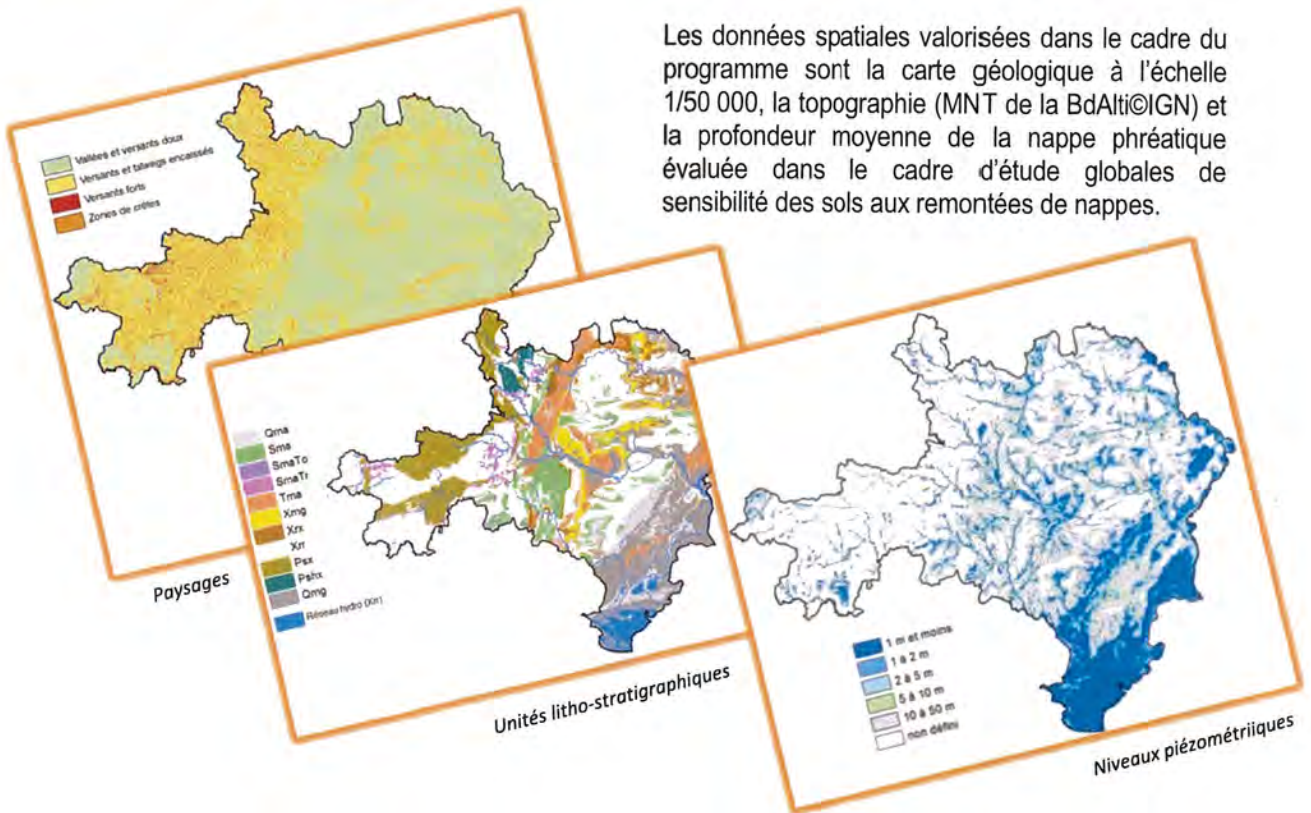 Les données spatiales valorisées dans le cadre du
programme sont la carte géologique à l'échelle
1/50 000, la topographie (MNT de la BdAlti©IGN) et
la profondeur moyenne de la nappe phréatique
évaluée dans le cadre d'étude globales de
sensibilité des sols aux remontées de nappes.
Vallées et versants doux
Versants et talwegs encaissés
Versants forts
Zones de crêtes
Paysages
Qma
Sma
SmaTo
SmaTr
Tma
Xmg
Xrx
Xrr
Psx
Pshx
Qmg
Réseau hydro (Xrr)
Unités litho-stratigraphiques
1 m et moins
1 à 2 m
2 à 5 m
5 à 10 m
10 à 50 m
non défini
Niveaux piézométriiques